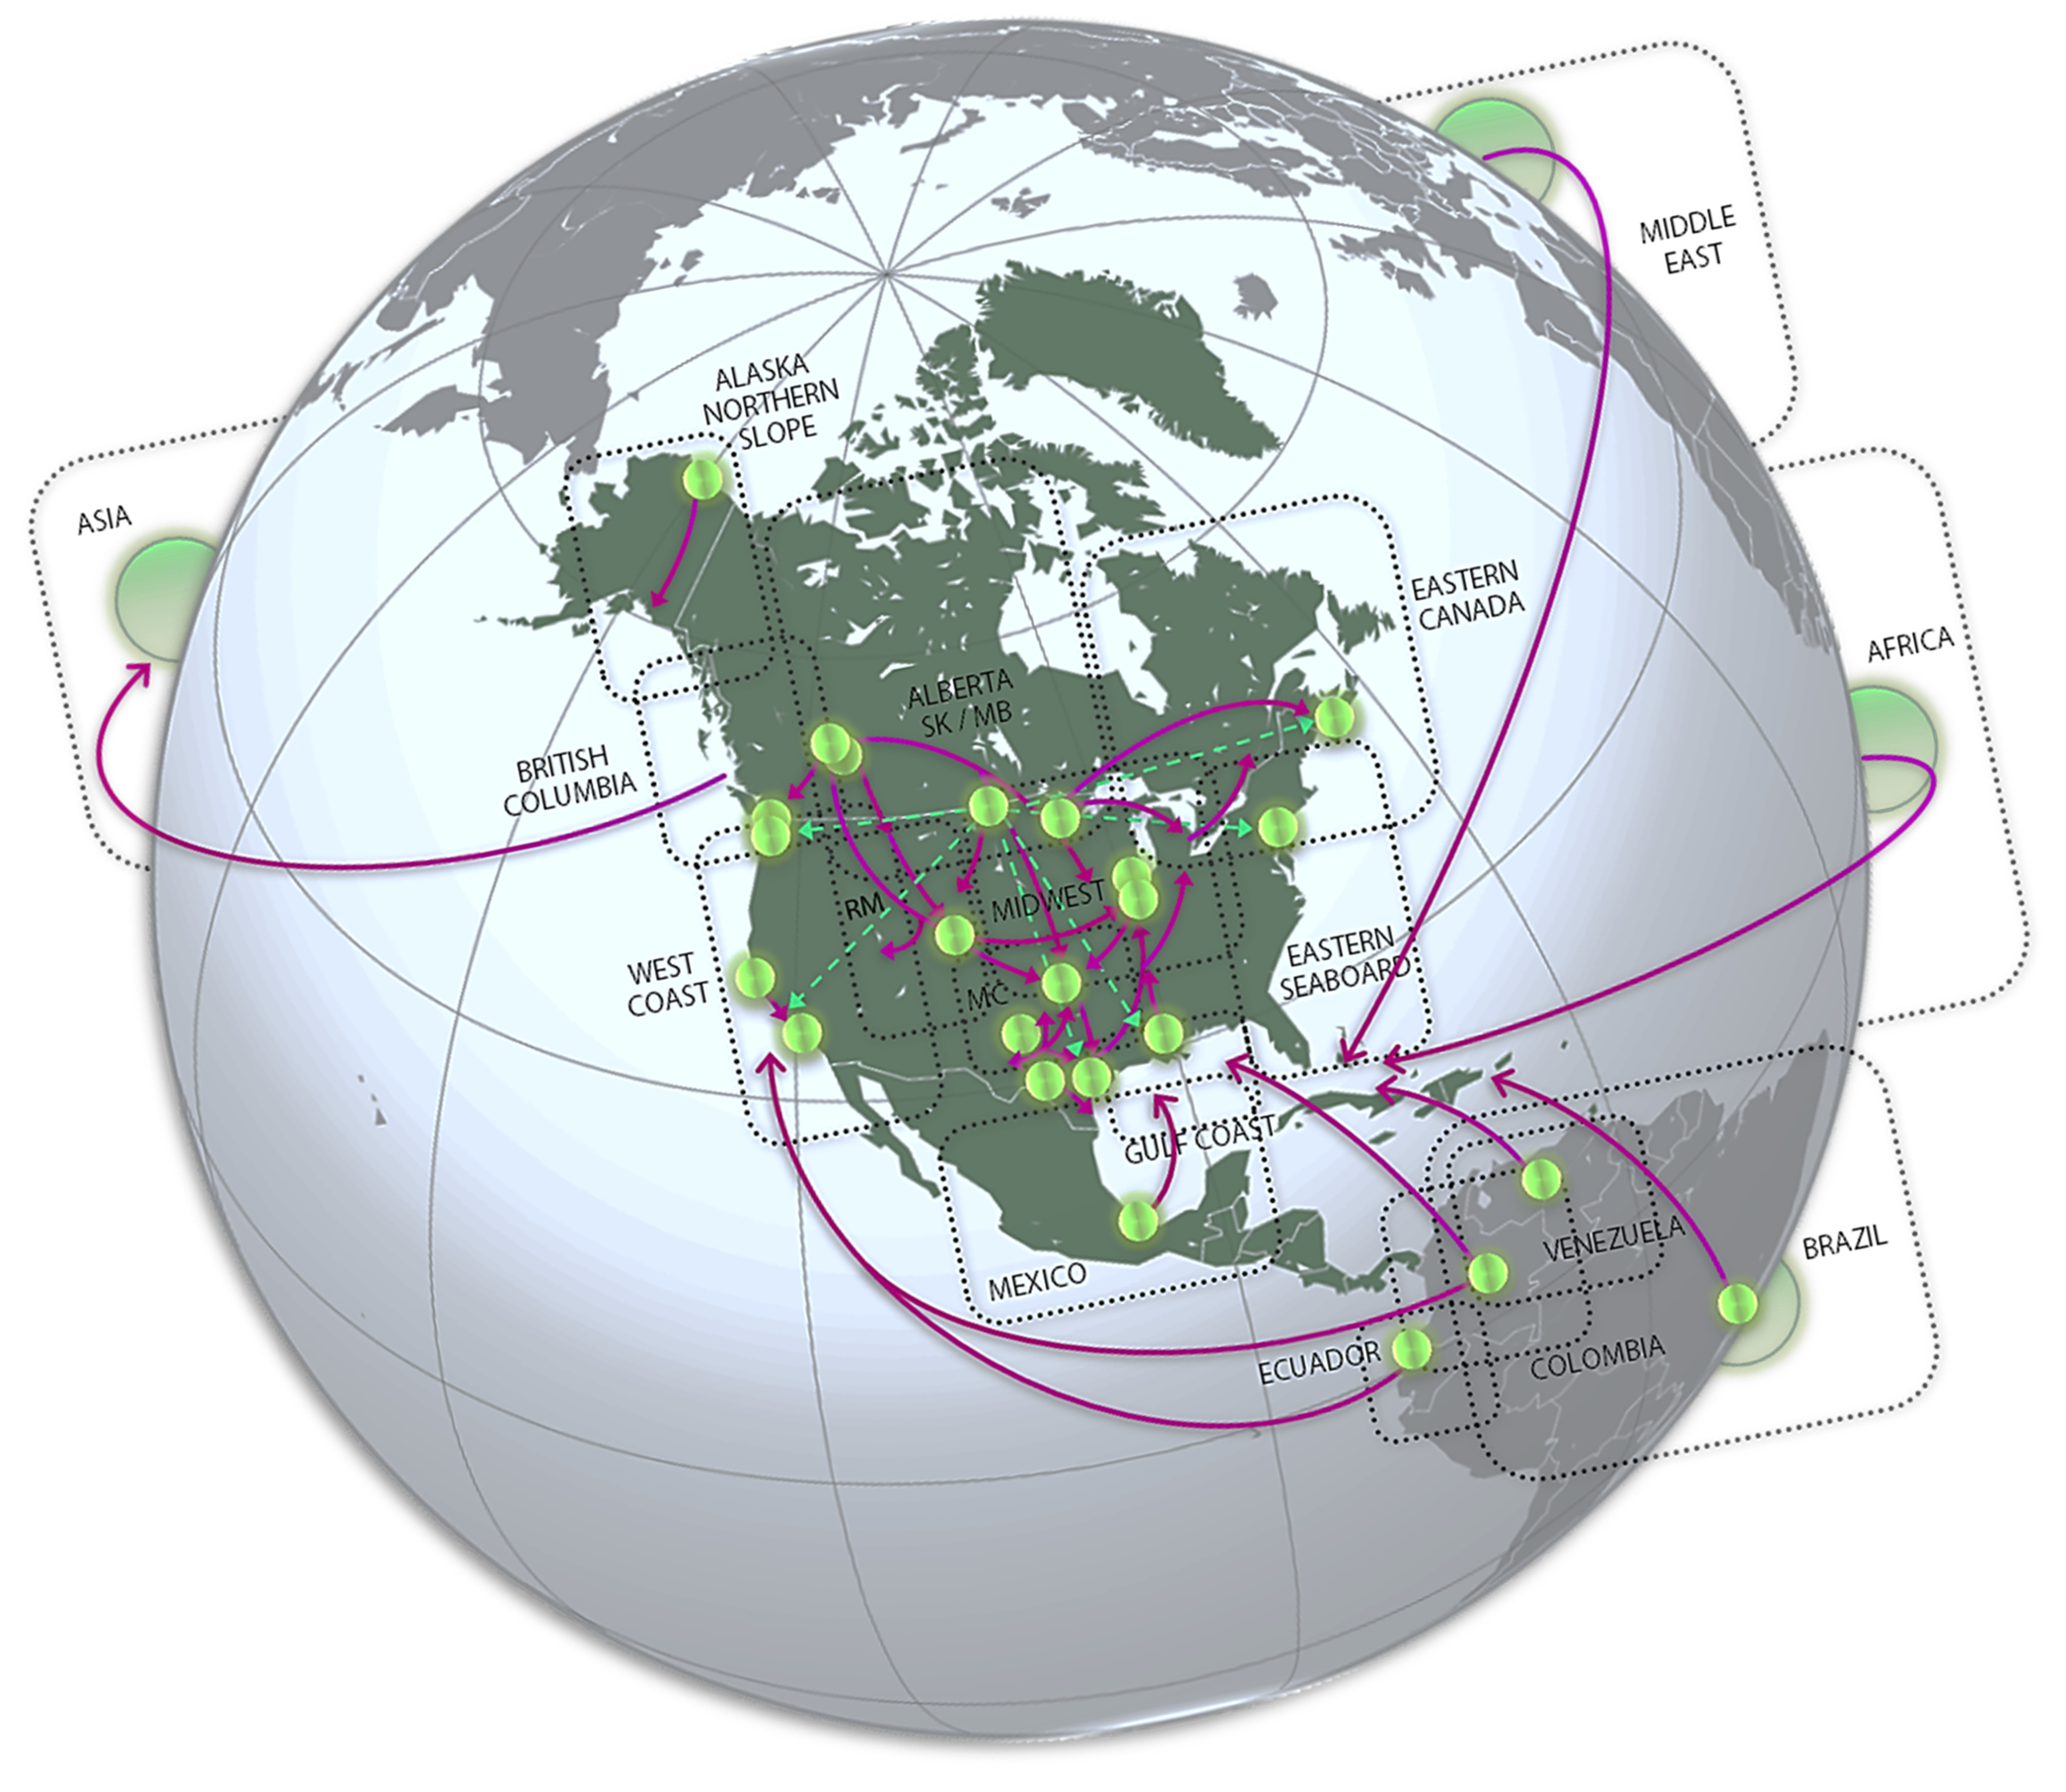 MIDDLE
EAST
ALASKA
NORTHERN
SLOPE
ASIA
EASTERN
CANADA
AFRICA
ALBERTA
SK / MB
BRITISH
COLUMBIA
RM
MIDWEST
WEST
COAST
MC
EASTERN
SEABOARD
GULF COAST
MEXICO
VENEZUELA
BRAZIL
ECUADOR
COLOMBIA